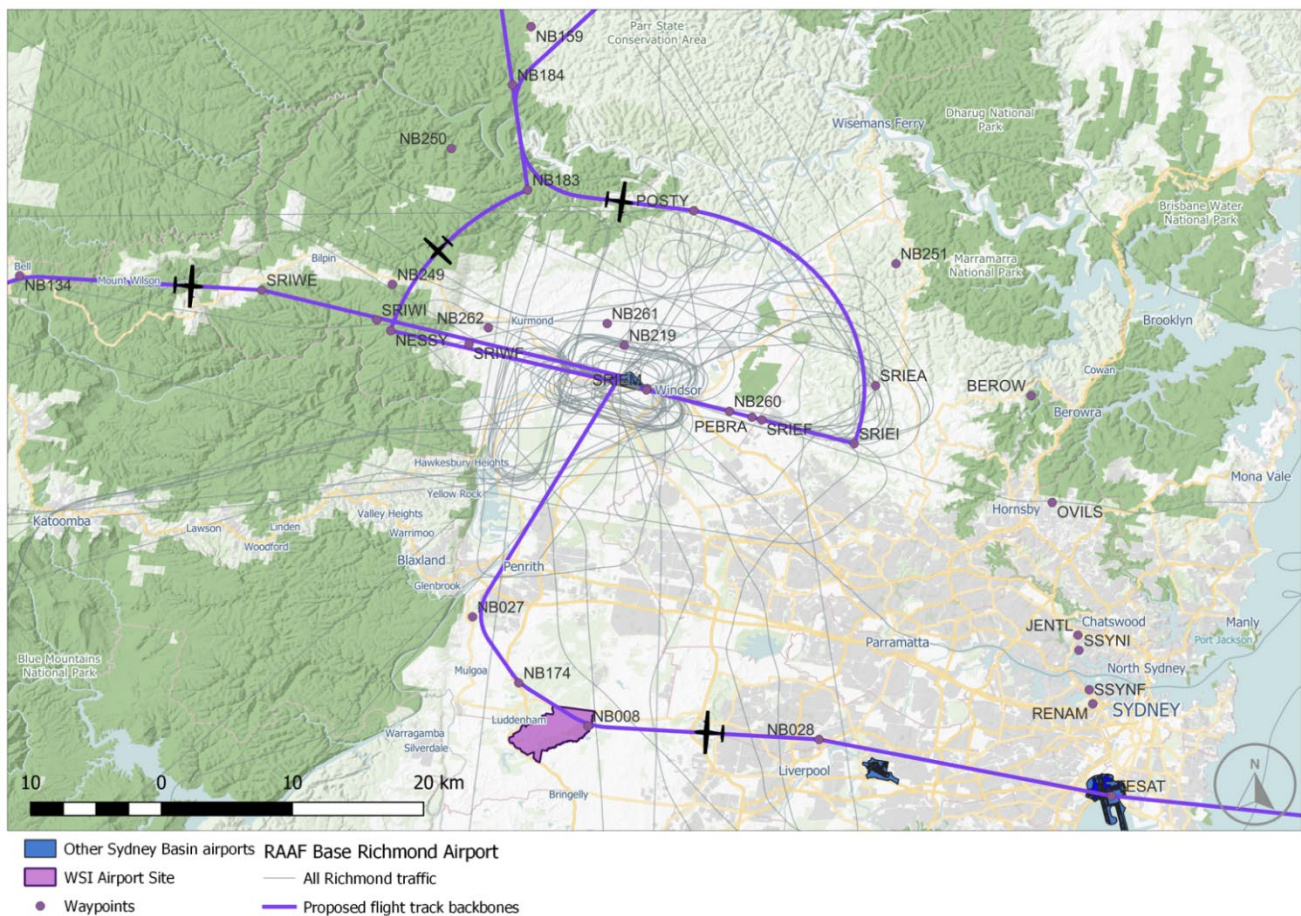 NB159
Parr State
Conservation Area
NB184
Dharug National
Park
Wisemans Ferry
NB250
NB183
POSTY
Brisbane Water
National Park
NB251
Marramarra
National Park
Bell
Mount Wilson
Bilpin
NB134
SRIWE
NB249
SRIWI
NB262
Kurmond
NB261
NB219
NESSY
SRIWF
Brooklyn
Cowan
SRIEM
Windsor
SRIEA
BEROW
Berowra
NB260
PEBRA
SRIEF
SRIEI
Hawkesbury Heights
Yellow Rock
Mona Vale
Katoomba
Lawson
Linden
Woodford
Valley Heights
Warrimoo
Hornsby
OVILS
Blaxland
Glenbrook
Penrith
NB027
JENTL
Chatswood
SSYNI
Manly
Port Jackson
Parramatta
North Sydney
Blue Mountains
National Park
Mulgoa
NB174
SSYNF
RENAM
SYDNEY
Luddenham
NB008
Warragamba
Silverdale
NB028
Liverpool
TESAT
Bringelly
N
10 0 10 20 km
Other Sydney Basin airports
RAAF Base Richmond Airport
WSI Airport Site
All Richmond traffic
Waypoints
Proposed flight track backbones